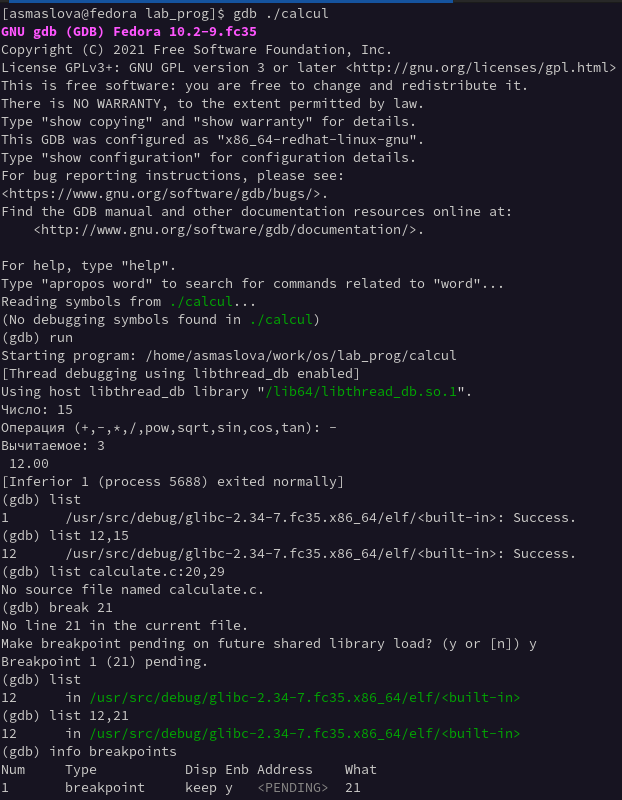 [asmaslova@fedora lab_prog]$ gdb ./calcul
GNU gdb (GDB) Fedora 10.2-9.fc35
Copyright (C) 2021 Free Software Foundation, Inc.
License GPLv3+: GNU GPL version 3 or later <http://gnu.org/licenses/gpl.html>
This is free software: you are free to change and redistribute it.
There is NO WARRANTY, to the extent permitted by law.
Type "show copying" and "show warranty" for details.
This GDB was configured as "x86_64-redhat-linux-gnu".
Type "show configuration" for configuration details.
For bug reporting instructions, please see:
<https://www.gnu.org/software/gdb/bugs/>.
Find the GDB manual and other documentation resources online at:
    <http://www.gnu.org/software/gdb/documentation/>.

For help, type "help".
Type "apropos word" to search for commands related to "word"...
Reading symbols from ./calcul...
(No debugging symbols found in ./calcul)
(gdb) run
Starting program: /home/asmaslova/work/os/lab_prog/calcul
[Thread debugging using libthread_db enabled]
Using host libthread_db library "/lib64/libthread_db.so.1".
Число: 15
Операция (+,-,*,/,pow,sqrt,sin,cos,tan): -
Вычитаемое: 3
 12.00
[Inferior 1 (process 5688) exited normally]
(gdb) list
1       /usr/src/debug/glibc-2.34-7.fc35.x86_64/elf/<built-in>: Success.
(gdb) list 12,15
12      /usr/src/debug/glibc-2.34-7.fc35.x86_64/elf/<built-in>: Success.
(gdb) list calculate.c:20,29
No source file named calculate.c.
(gdb) break 21
No line 21 in the current file.
Make breakpoint pending on future shared library load? (y or [n]) y
Breakpoint 1 (21) pending.
(gdb) list
12      in /usr/src/debug/glibc-2.34-7.fc35.x86_64/elf/<built-in>
(gdb) list 12,21
12      in /usr/src/debug/glibc-2.34-7.fc35.x86_64/elf/<built-in>
(gdb) info breakpoints
Num     Type           Disp Enb Address    What
1       breakpoint     keep y   <PENDING>  21